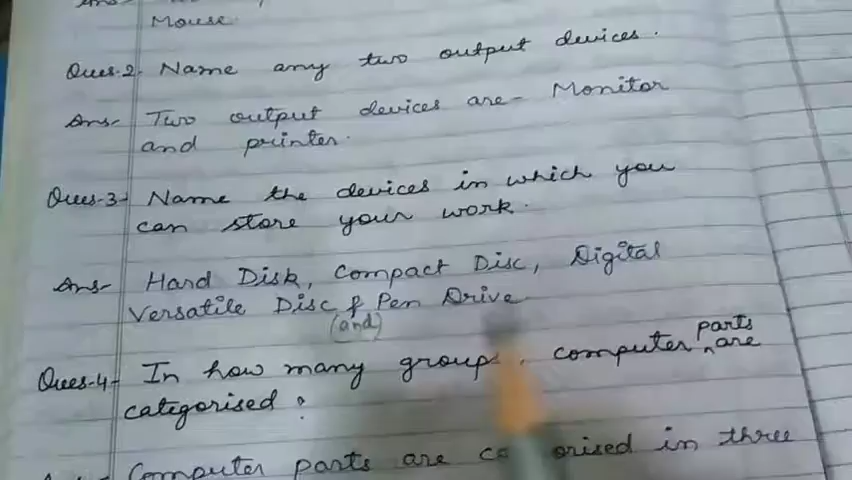 Mouse.
Ques-2- Name any two output devices.
Ans- Two output devices are- Monitor
and printer.
Ques-3- Name the devices in which you
can store your work.
Ans- Hard Disk, Compact Disc, Digital
Versatile Disc & Pen Drive
(and)
parts
Ques-4- In how many groups, computer ^ are
categorised?
Computer parts are in three